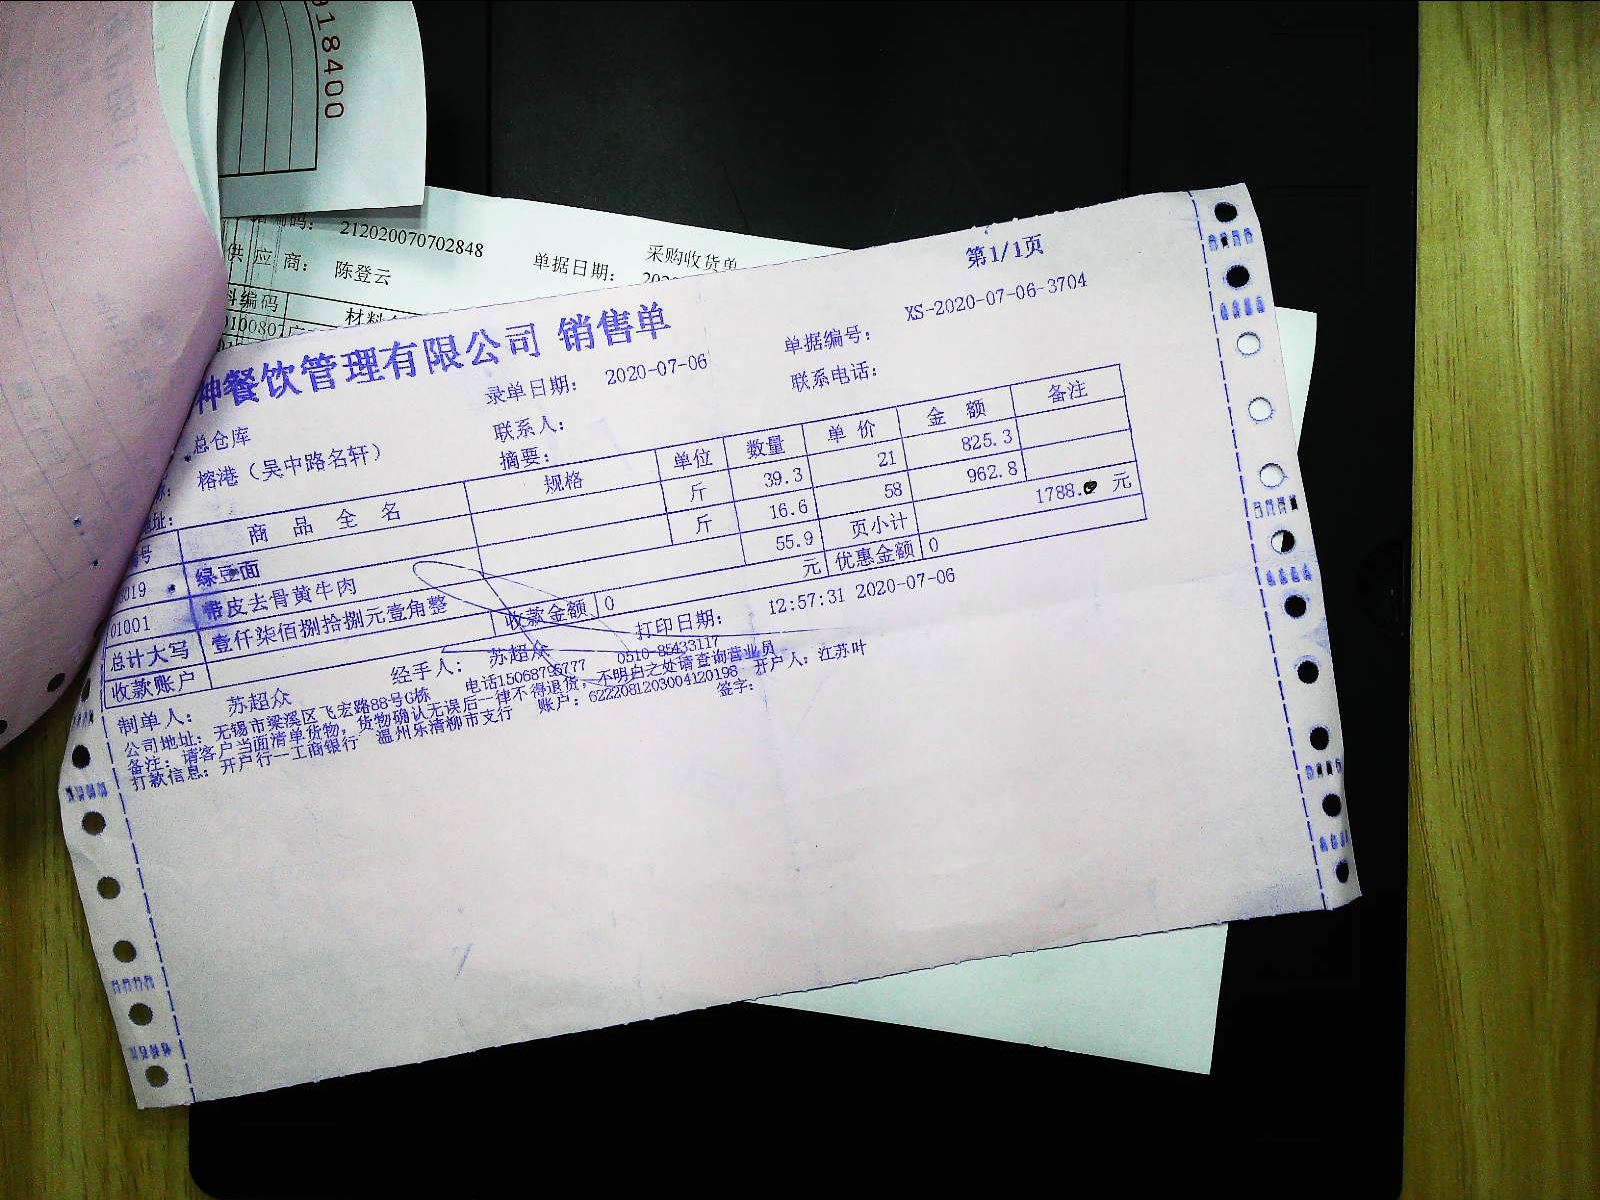 918400
编码： 212020070702848
采购收货单
供 应 商： 陈登云 单据日期：
料编码 材料
0100807
第1/1页
神餐饮管理有限公司 销售单
录单日期： 2020-07-06 单据编号： XS-2020-07-06-3704
总仓库 联系人： 联系电话：
榕港（吴中路名轩） 摘要：
地址：
编号 商 品 全 名 规格 单位 数量 单 价 金 额 备注
8019 绿豆面 斤 39.3 21 825.3
01001 带皮去骨黄牛肉 斤 16.6 58 962.8
总计大写 壹仟柒佰捌拾捌元壹角整 55.9 页小计 1788. 元
收款账户 收款金额 0 元 优惠金额 0
制单人： 苏超众 经手人： 苏超众 打印日期： 12:57:31 2020-07-06
公司地址：无锡市梁溪区飞宏路88号G栋 电话15068795777 0510-85433117
备注：请客户当面清单货物，货物确认无误后一律不得退货，不明白之处请查询营业员
打款信息：开户行--工商银行 温州乐清柳市支行 账户：6222081203004120198 开户人：江苏叶
签字：